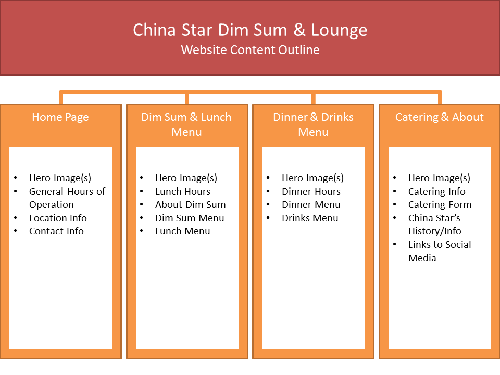 China Star Dim Sum & Lounge
Website Content Outline
Home Page
• Hero Image(s)
• General Hours of
Operation
• Location Info
• Contact Info
Dim Sum & Lunch
Menu
• Hero Image(s)
• Lunch Hours
• About Dim Sum
• Dim Sum Menu
• Lunch Menu
Dinner & Drinks
Menu
• Hero Image(s)
• Dinner Hours
• Dinner Menu
• Drinks Menu
Catering & About
• Hero Image(s)
• Catering Info
• Catering Form
• China Star's
History/Info
• Links to Social
Media